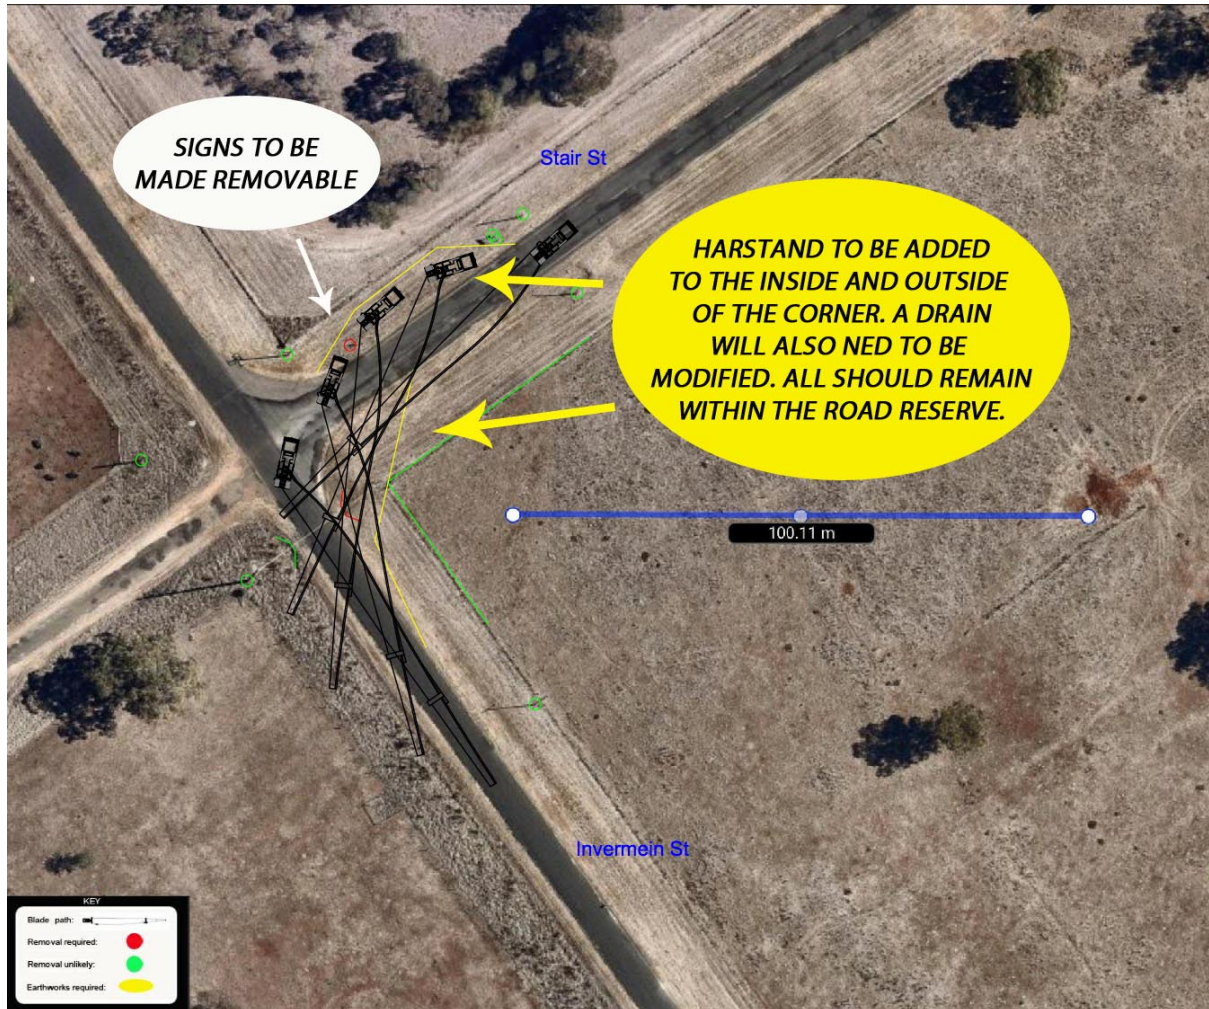 SIGNS TO BE
MADE REMOVABLE
Stair St
HARSTAND TO BE ADDED
TO THE INSIDE AND OUTSIDE
OF THE CORNER. A DRAIN
WILL ALSO NED TO BE
MODIFIED. ALL SHOULD REMAIN
WITHIN THE ROAD RESERVE.
100.11 m
Invermein St
KEY
Blade path:
Removal required:
Removal unlikely:
Earthworks required: